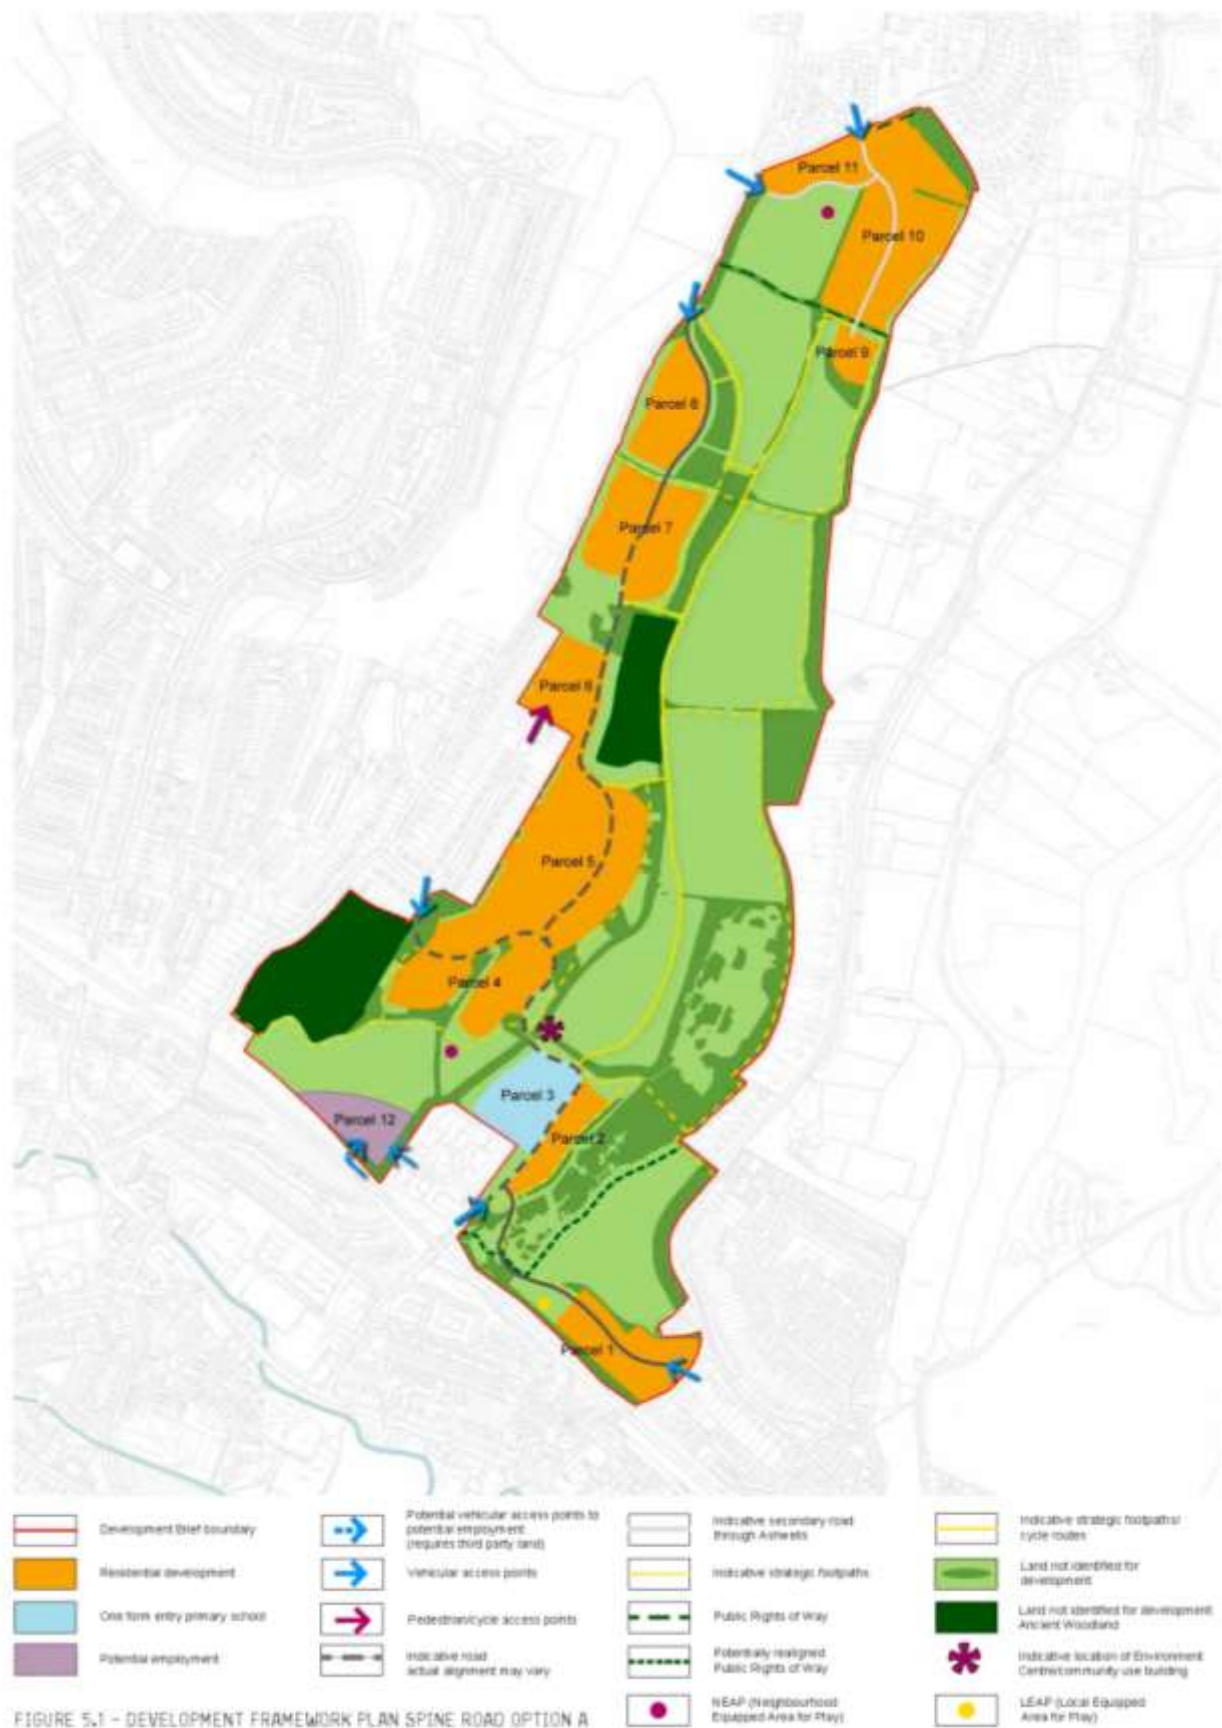 Parcel 11
Parcel 10
Parcel 9
Parcel 8
Parcel 7
Parcel 6
Parcel 5
Parcel 4
Parcel 3
Parcel 12
Parcel 2
Parcel 1
Development Brief boundary
Residential development
One form entry primary school
Potential employment
Potential vehicular access points to
potential employment
(requires third party land)
Vehicular access points
Pedestrian/cycle access points
Indicative road
actual alignment may vary
Indicative secondary road
through Ashwells
Indicative strategic footpaths
Public Rights of Way
Potentially realigned
Public Rights of Way
NEAP (Neighbourhood
Equipped Area for Play)
Indicative strategic footpaths/
cycle routes
Land not identified for
development
Land not identified for development
Ancient Woodland
Indicative location of Environment
Centre/community use building
LEAP (Local Equipped
Area for Play)
FIGURE 5.1 - DEVELOPMENT FRAMEWORK PLAN SPINE ROAD OPTION A